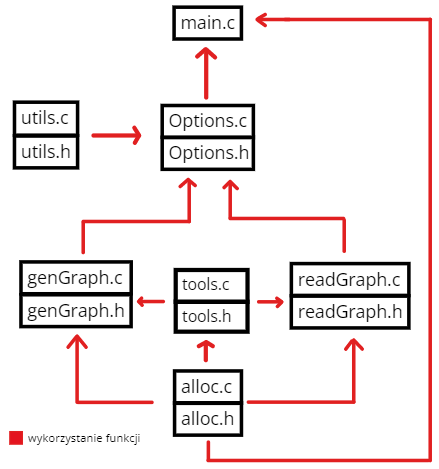 main.c
utils.c
utils.h
Options.c
Options.h
genGraph.c
genGraph.h
tools.c
tools.h
readGraph.c
readGraph.h
alloc.c
alloc.h
wykorzystanie funkcji